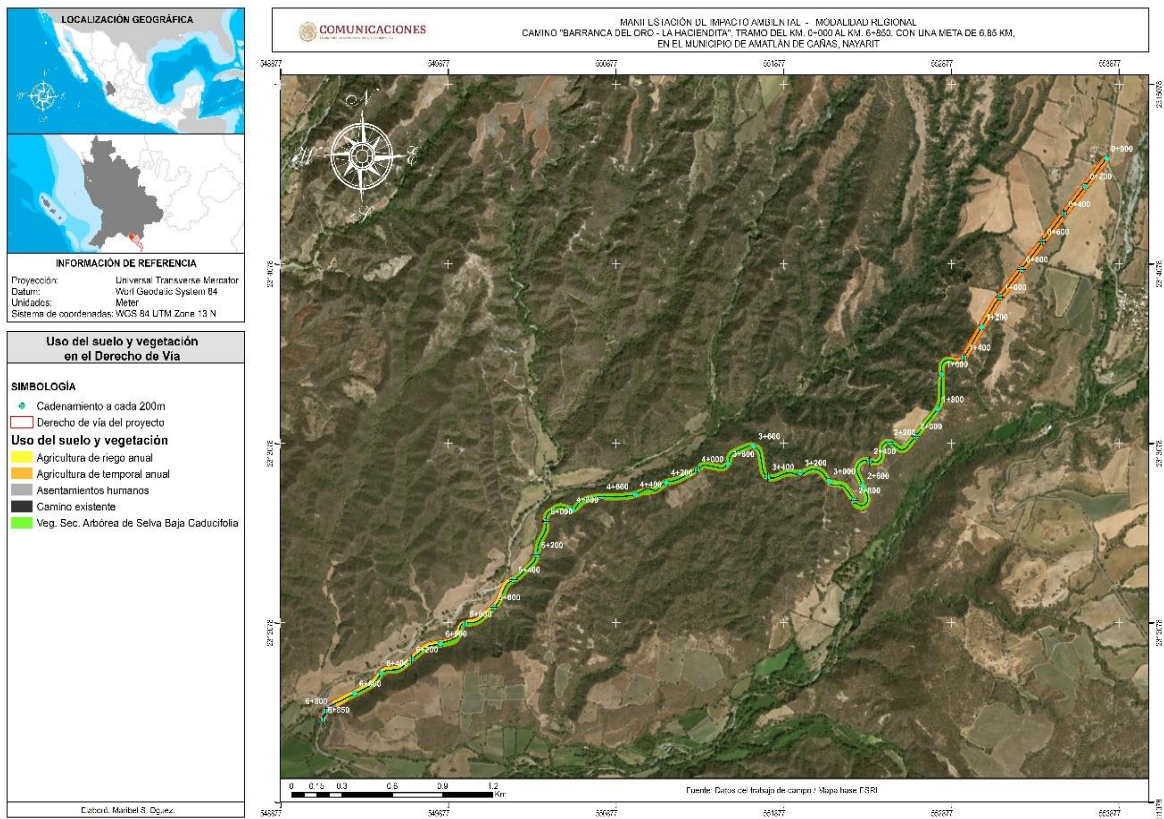 LOCALIZACIÓN GEOGRÁFICA
INFORMACIÓN DE REFERENCIA
Proyección: Universal Transverse Mercator
Datum: Worl Geodetic System 84
Unidades: Meter
Sistema de coordenadas: WGS 84 UTM Zone 13 N
Uso del suelo y vegetación
en el Derecho de Vía
SIMBOLOGÍA
Cadenamiento a cada 200m
Derecho de vía del proyecto
Uso del suelo y vegetación
Agricultura de riego anual
Agricultura de temporal anual
Asentamientos humanos
Camino existente
Veg. Sec. Arbórea de Selva Baja Caducifolia
Elaboró: Maribel S. Dguez.
COMUNICACIONES
MANIFESTACIÓN DE IMPACTO AMBIENTAL - MODALIDAD REGIONAL
CAMINO "BARRANCA DEL ORO - LA HACIENDITA", TRAMO DEL KM. 0+000 AL KM. 6+850, CON UNA META DE 6.85 KM,
EN EL MUNICIPIO DE AMATLÁN DE CAÑAS, NAYARIT
N
W
E
0+000
0+200
0+400
0+600
0+800
1+000
1+200
1+400
1+600
1+800
2+000
2+200
2+400
2+600
2+800
3+000
3+200
3+400
3+600
3+800
4+000
4+200
4+400
4+600
4+800
5+000
5+200
5+400
5+600
5+800
6+000
6+200
6+400
6+600
6+800
6+850
0 0.15 0.3 0.6 0.9 1.2
Km
Fuente: Datos del trabajo de campo / Mapa base ESRI